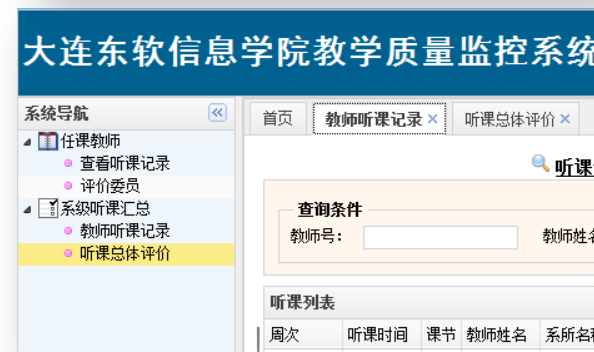 大连东软信息学院教学质量监控系统
系统导航
首页 教师听课记录 听课总体评价
任课教师
查看听课记录
评价委员
系级听课汇总
教师听课记录
听课总体评价
听课
查询条件
教师号： 教师姓名
听课列表
周次 听课时间 课节 教师姓名 系所名称